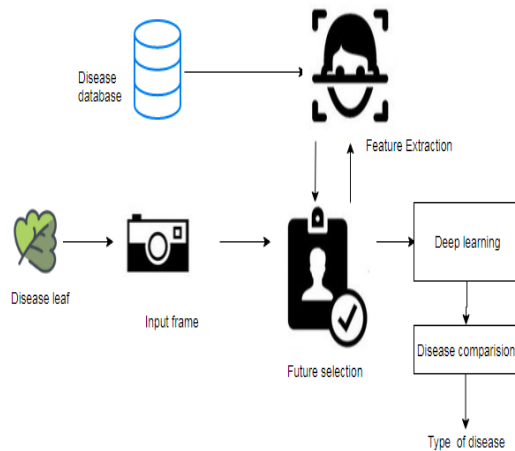 Disease
database
Feature Extraction
Disease leaf
Input frame
Future selection
Deep learning
Disease comparision
Type of disease